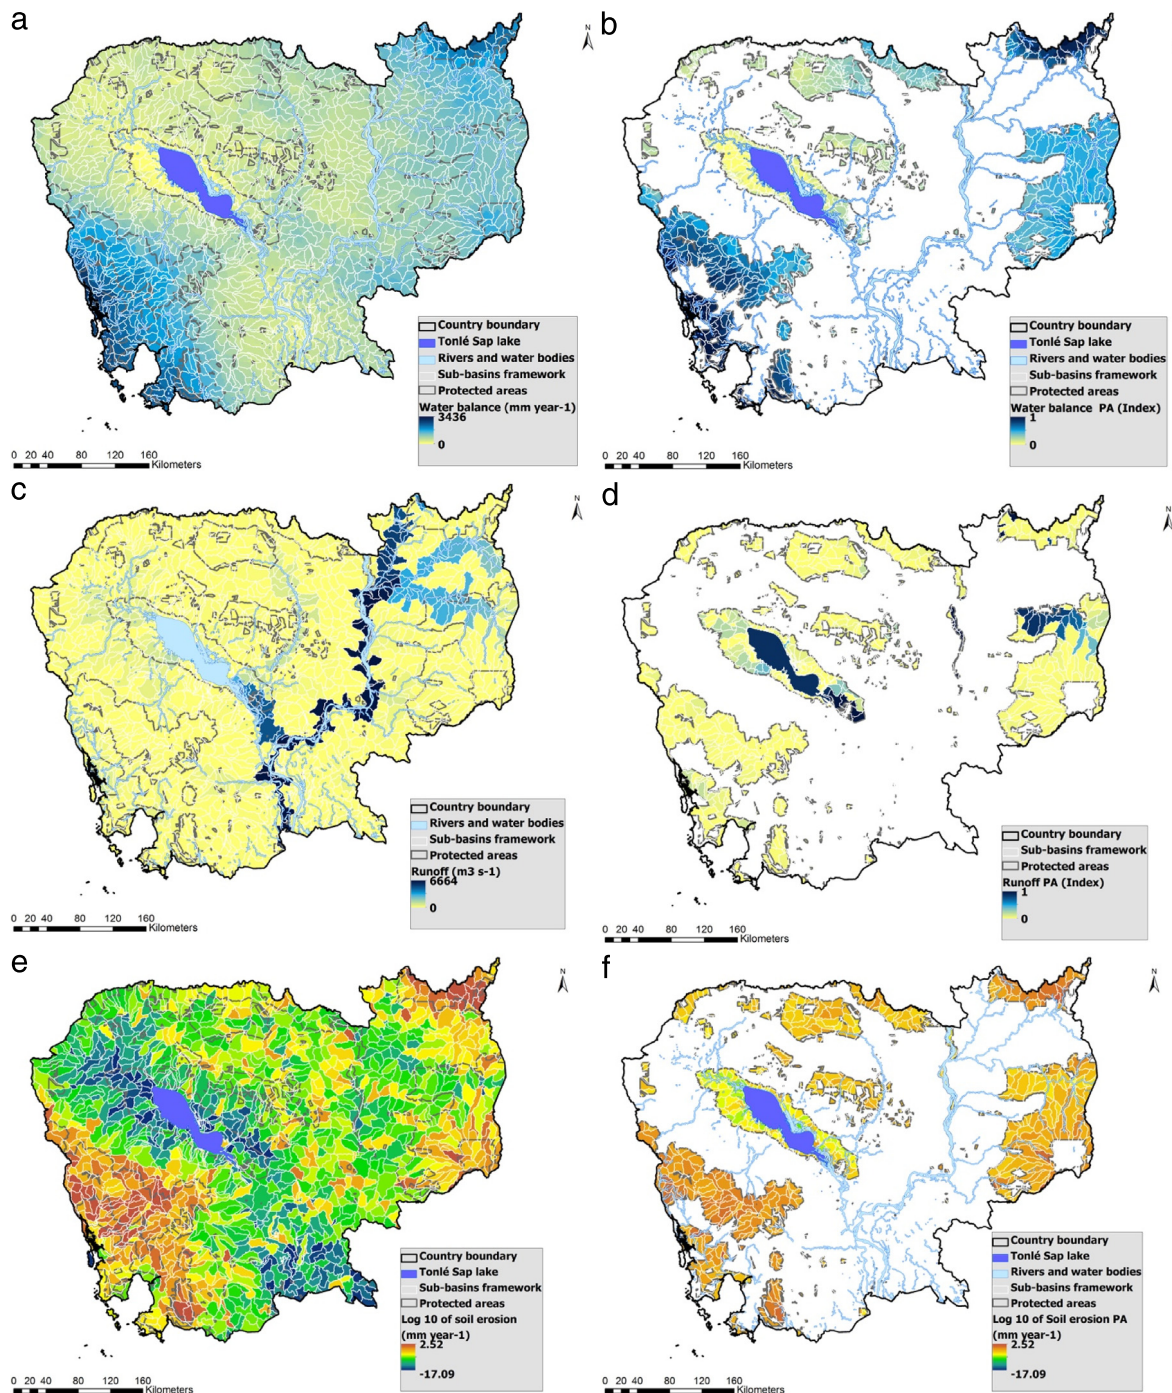 a
N
Country boundary
Tonlé Sap lake
Rivers and water bodies
Sub-basins framework
Protected areas
Water balance (mm year-1)
3436
0
0 20 40 80 120 160
Kilometers
b
N
Country boundary
Tonlé Sap lake
Rivers and water bodies
Sub-basins framework
Protected areas
Water balance PA (Index)
1
0
0 20 40 80 120 160
Kilometers
c
N
Country boundary
Rivers and water bodies
Sub-basins framework
Protected areas
Runoff (m3 s-1)
6664
0
0 20 40 80 120 160
Kilometers
d
N
Country boundary
Sub-basins framework
Protected areas
Runoff PA (Index)
1
0
0 20 40 80 120 160
Kilometers
e
N
Country boundary
Tonlé Sap lake
Sub-basins framework
Protected areas
Log 10 of soil erosion
(mm year-1)
2.52
-17.09
0 20 40 80 120 160
Kilometers
f
N
Country boundary
Tonlé Sap lake
Rivers and water bodies
Sub-basins framework
Protected areas
Log 10 of Soil erosion PA
(mm year-1)
2.52
-17.09
0 20 40 80 120 160
Kilometers